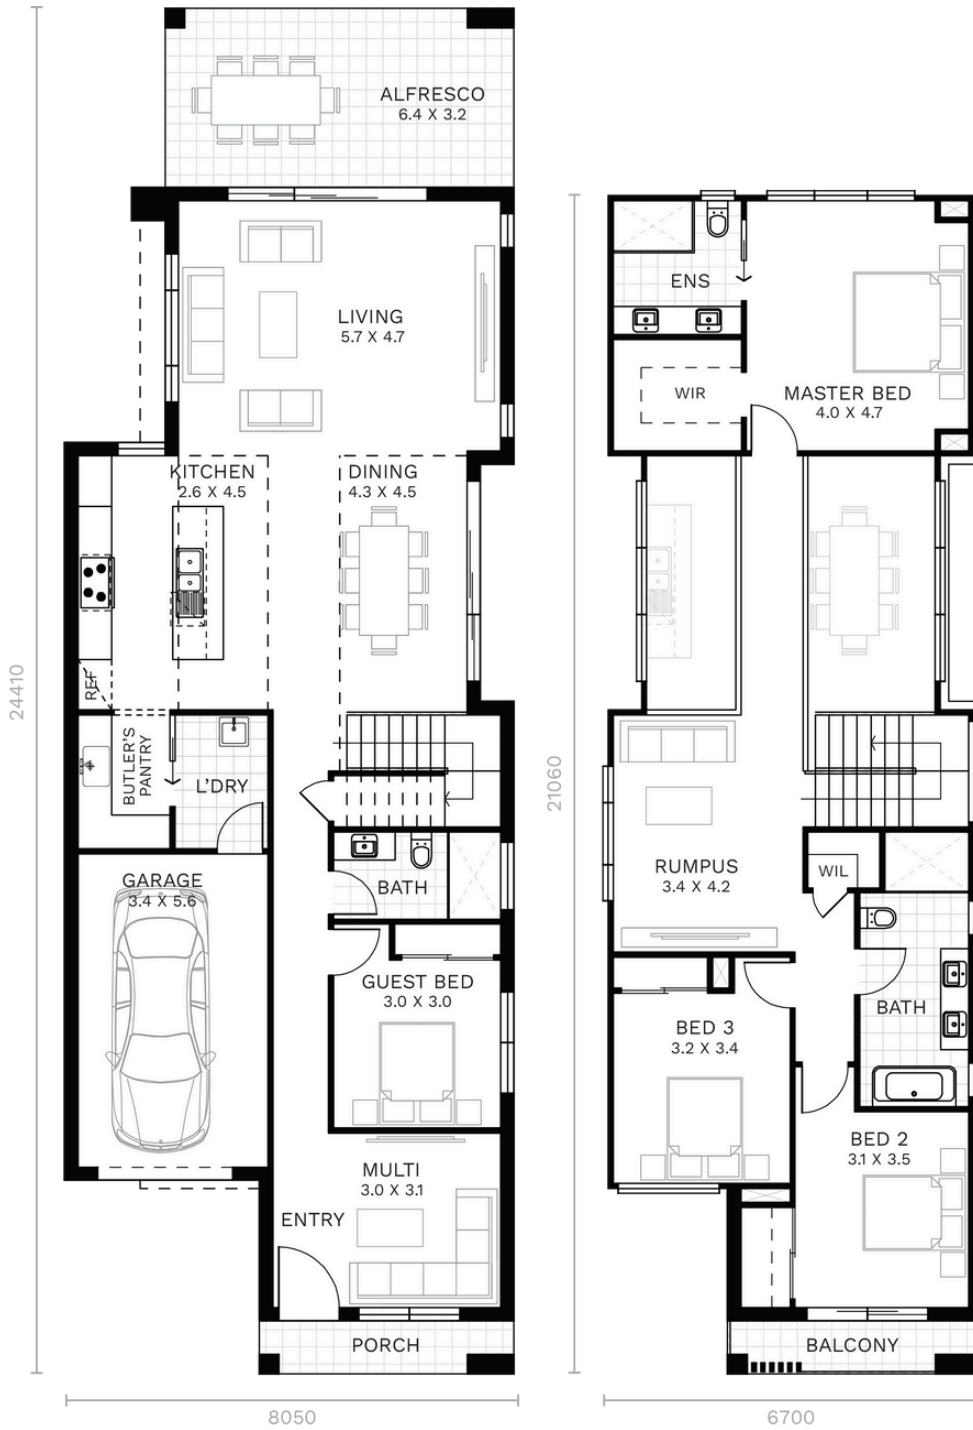 ALFRESCO
6.4 X 3.2
LIVING
5.7 X 4.7
KITCHEN
2.6 X 4.5
DINING
4.3 X 4.5
REF
BUTLER'S
PANTRY
L'DRY
BATH
GARAGE
3.4 X 5.6
GUEST BED
3.0 X 3.0
MULTI
3.0 X 3.1
ENTRY
PORCH
24410
8050
ENS
WIR
MASTER BED
4.0 X 4.7
RUMPUS
3.4 X 4.2
WIL
BATH
BED 3
3.2 X 3.4
BED 2
3.1 X 3.5
BALCONY
21060
6700